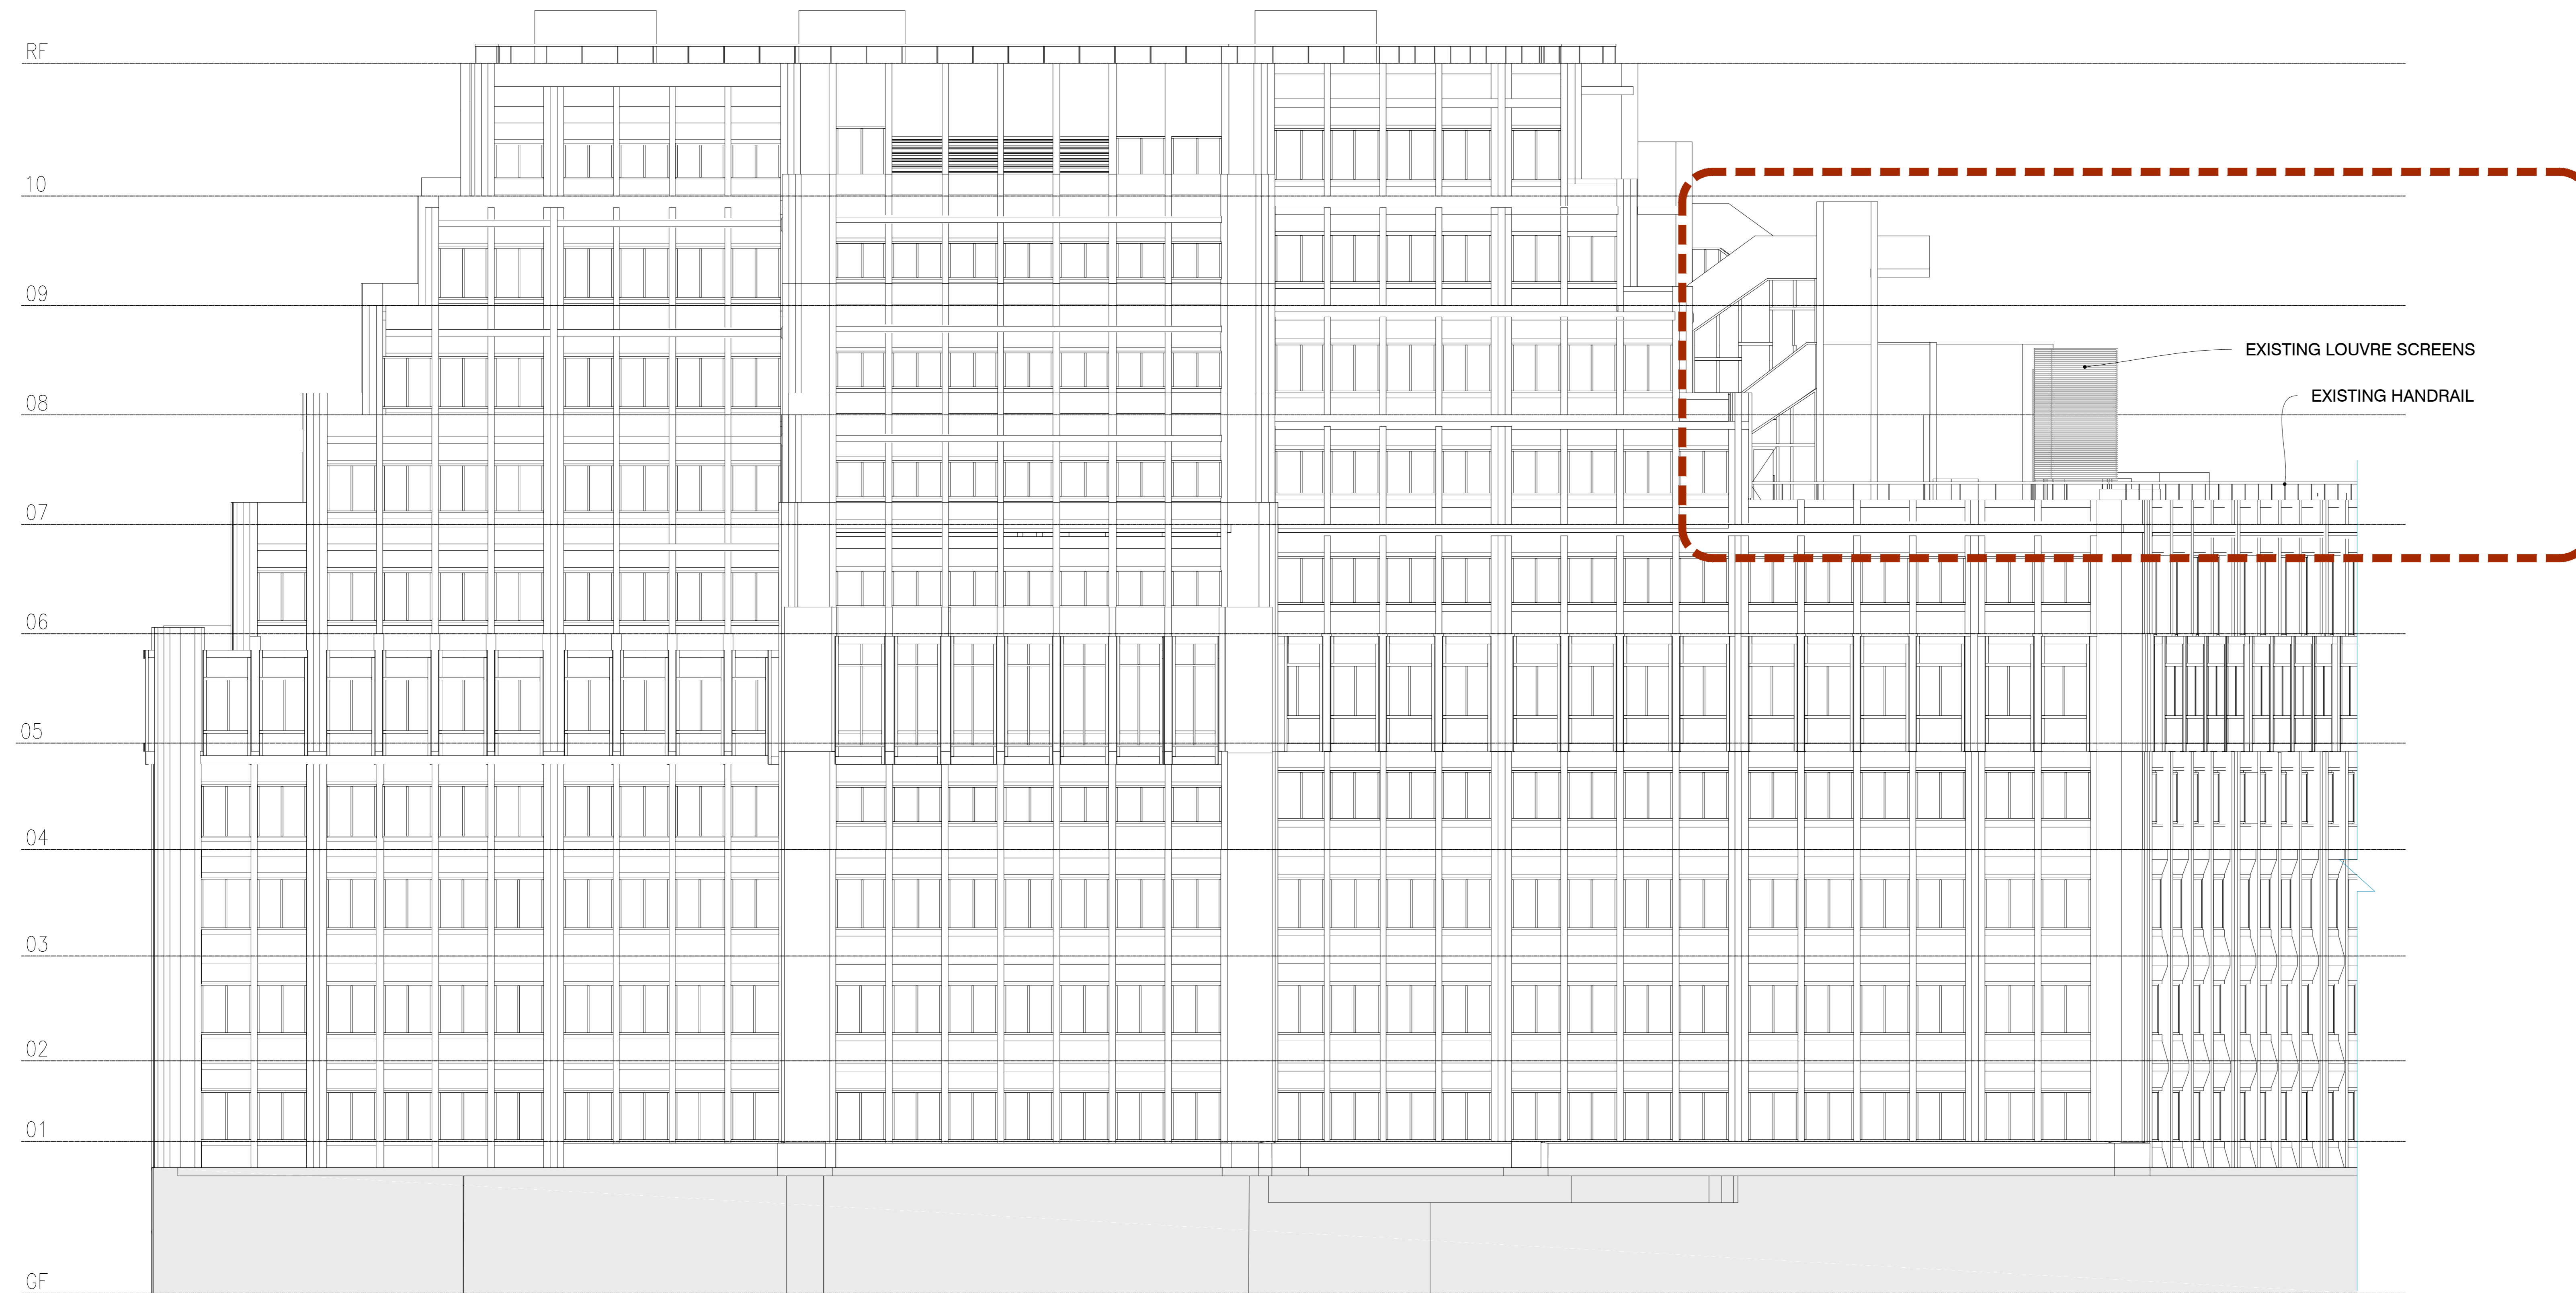 RF
10
09
EXISTING LOUVRE SCREENS
EXISTING HANDRAIL
08
07
06
05
04
03
02
01
GF